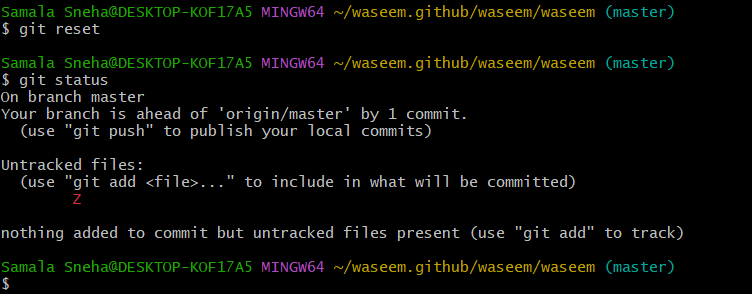 Samala Sneha@DESKTOP-KOF17A5 MINGW64 ~/waseem.github/waseem/waseem (master)
$ git reset
Samala Sneha@DESKTOP-KOF17A5 MINGW64 ~/waseem.github/waseem/waseem (master)
$ git status
On branch master
Your branch is ahead of 'origin/master' by 1 commit.
  (use "git push" to publish your local commits)
Untracked files:
  (use "git add <file>..." to include in what will be committed)
        Z
nothing added to commit but untracked files present (use "git add" to track)
Samala Sneha@DESKTOP-KOF17A5 MINGW64 ~/waseem.github/waseem/waseem (master)
$